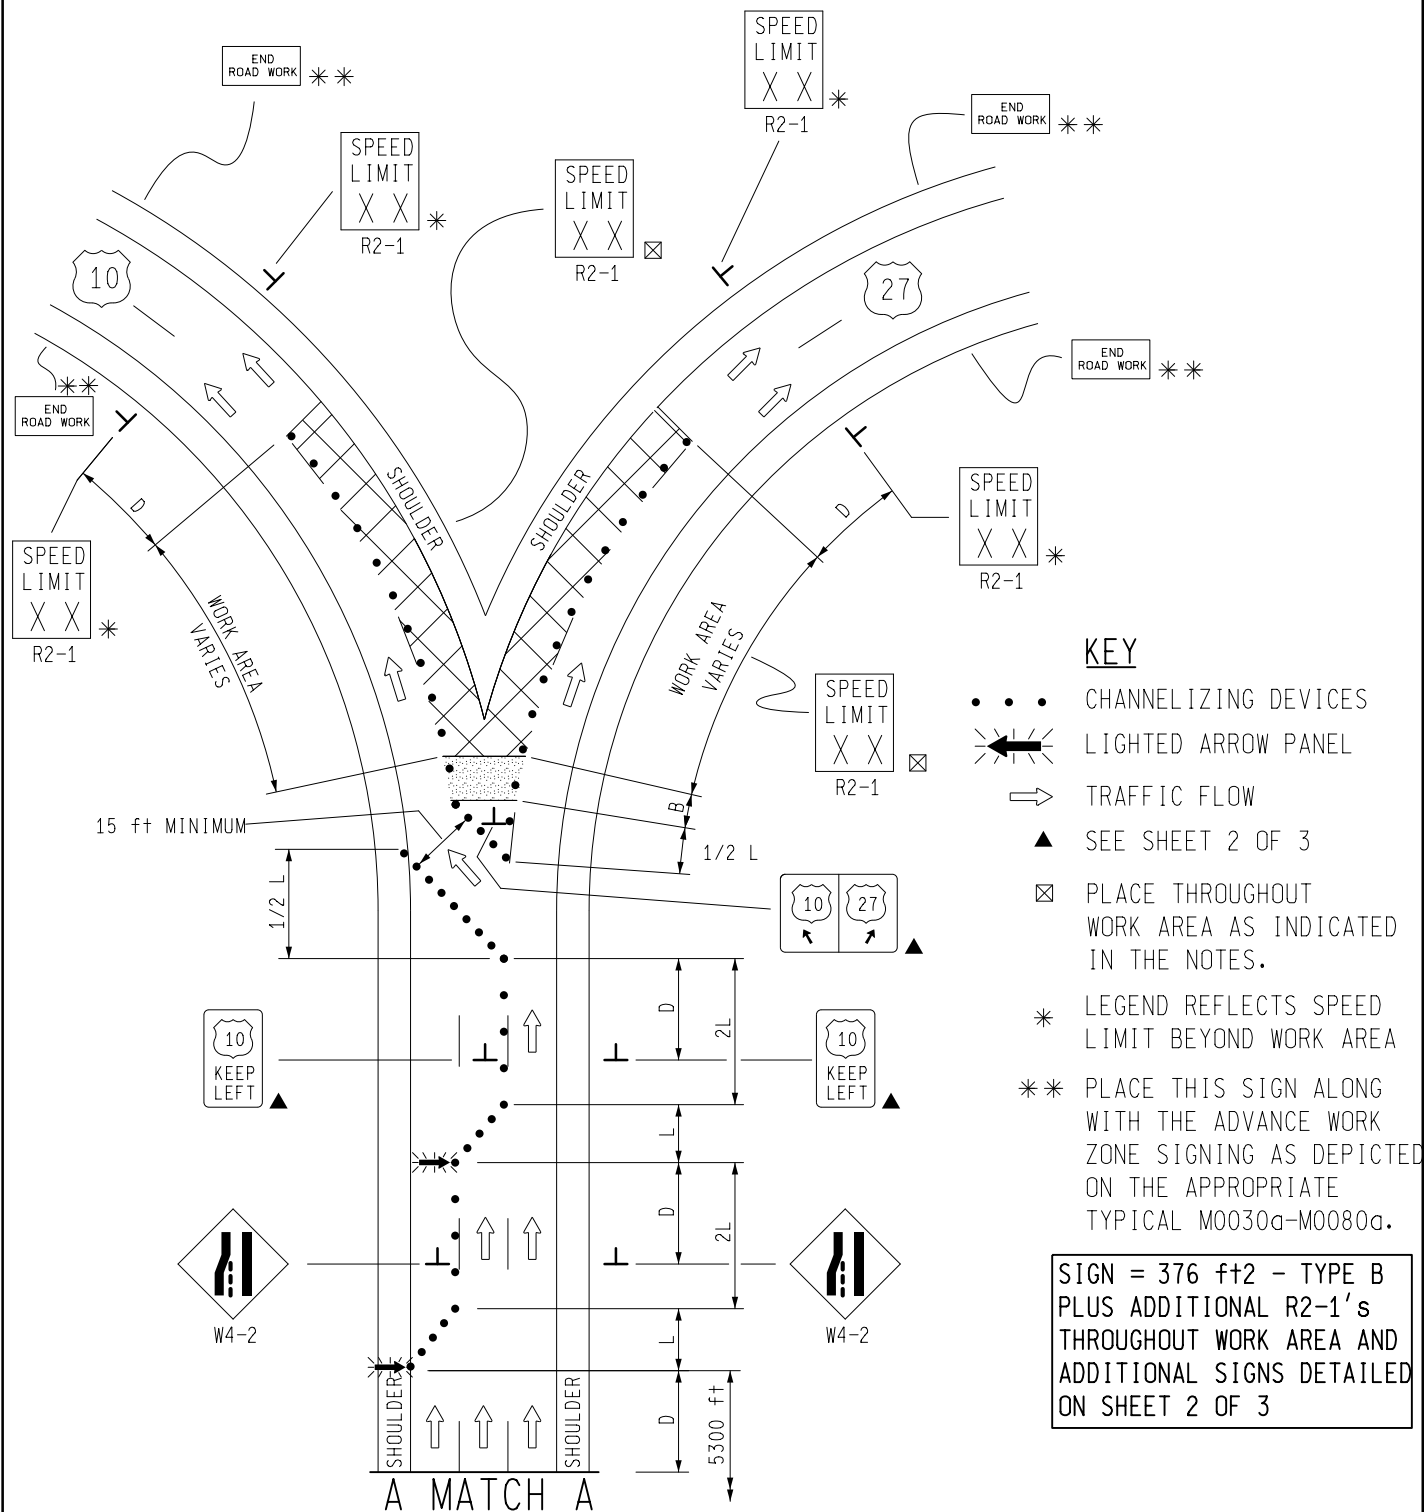 SPEED
LIMIT
X X *
R2-1
END
ROAD WORK **
END
ROAD WORK **
SPEED
LIMIT
X X *
R2-1
SPEED
LIMIT
X X ☒
R2-1
10
27
END
ROAD WORK **
**
END
ROAD WORK
SHOULDER
SHOULDER
D
D
SPEED
LIMIT
X X *
R2-1
SPEED
LIMIT
X X *
R2-1
WORK AREA
VARIES
WORK AREA
VARIES
SPEED
LIMIT
X X ☒
R2-1
B
15 ft MINIMUM
1/2 L
1/2 L
10
27
▲
D
2L
10
KEEP
LEFT ▲
10
KEEP
LEFT ▲
L
D
2L
W4-2
W4-2
L
SHOULDER
SHOULDER
D
5300 ft
A MATCH A
KEY
CHANNELIZING DEVICES
LIGHTED ARROW PANEL
TRAFFIC FLOW
▲ SEE SHEET 2 OF 3
☒ PLACE THROUGHOUT
WORK AREA AS INDICATED
IN THE NOTES.
* LEGEND REFLECTS SPEED
LIMIT BEYOND WORK AREA
** PLACE THIS SIGN ALONG
WITH THE ADVANCE WORK
ZONE SIGNING AS DEPICTED
ON THE APPROPRIATE
TYPICAL M0030a-M0080a.
SIGN = 376 ft2 - TYPE B
PLUS ADDITIONAL R2-1's
THROUGHOUT WORK AREA AND
ADDITIONAL SIGNS DETAILED
ON SHEET 2 OF 3